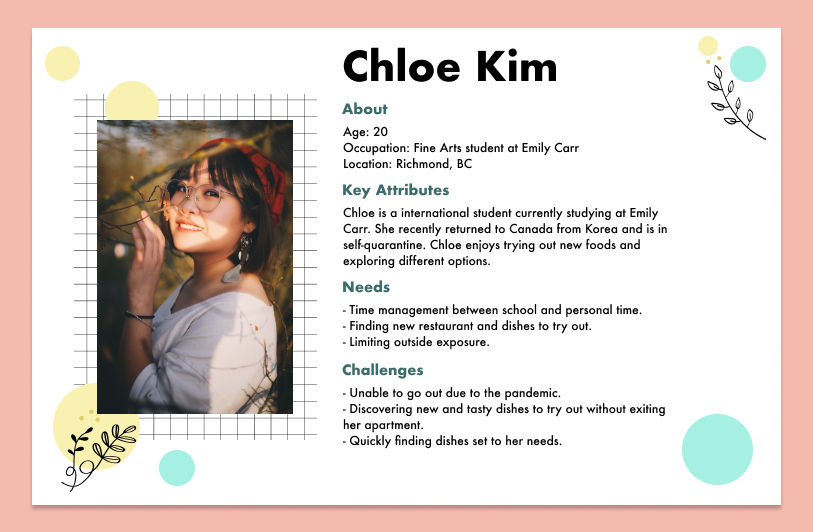 Chloe Kim
About
Age: 20
Occupation: Fine Arts student at Emily Carr
Location: Richmond, BC
Key Attributes
Chloe is a international student currently studying at Emily
Carr. She recently returned to Canada from Korea and is in
self-quarantine. Chloe enjoys trying out new foods and
exploring different options.
Needs
- Time management between school and personal time.
- Finding new restaurant and dishes to try out.
- Limiting outside exposure.
Challenges
- Unable to go out due to the pandemic.
- Discovering new and tasty dishes to try out without exiting
her apartment.
- Quickly finding dishes set to her needs.